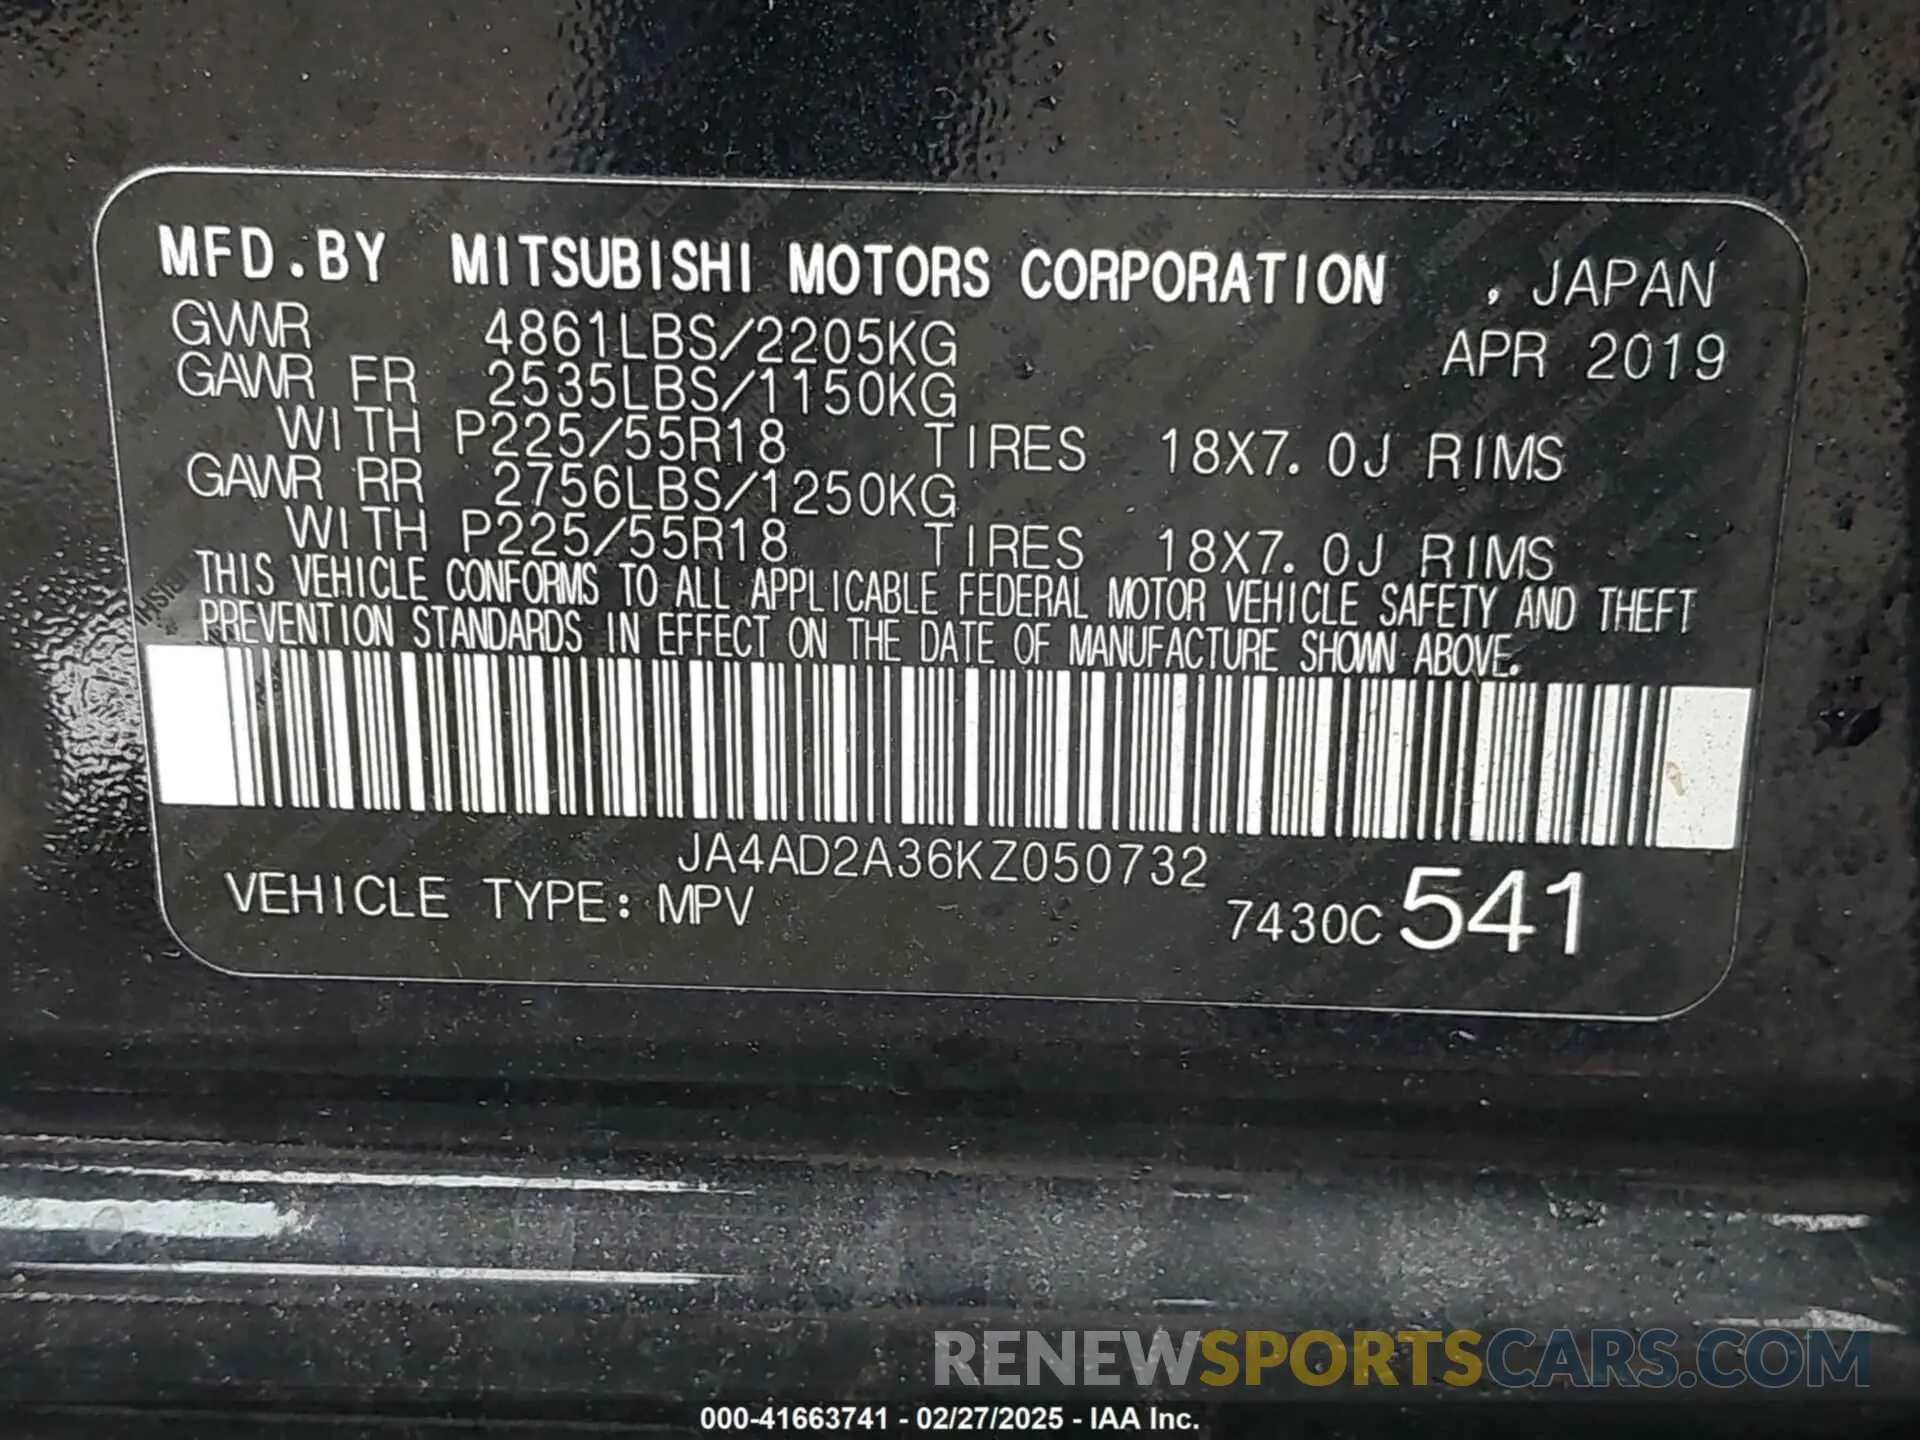 MFD.BY MITSUBISHI MOTORS CORPORATION , JAPAN
GVWR 4861LBS/2205KG APR 2019
GAWR FR 2535LBS/1150KG
WITH P225/55R18 TIRES 18X7.0J RIMS
GAWR RR 2756LBS/1250KG
WITH P225/55R18 TIRES 18X7.0J RIMS
THIS VEHICLE CONFORMS TO ALL APPLICABLE FEDERAL MOTOR VEHICLE SAFETY AND THEFT
PREVENTION STANDARDS IN EFFECT ON THE DATE OF MANUFACTURE SHOWN ABOVE.
JA4AD2A36KZ050732
VEHICLE TYPE: MPV 7430C 541
RENEWSPORTSCARS.COM
000-41663741 - 02/27/2025 - IAA Inc.